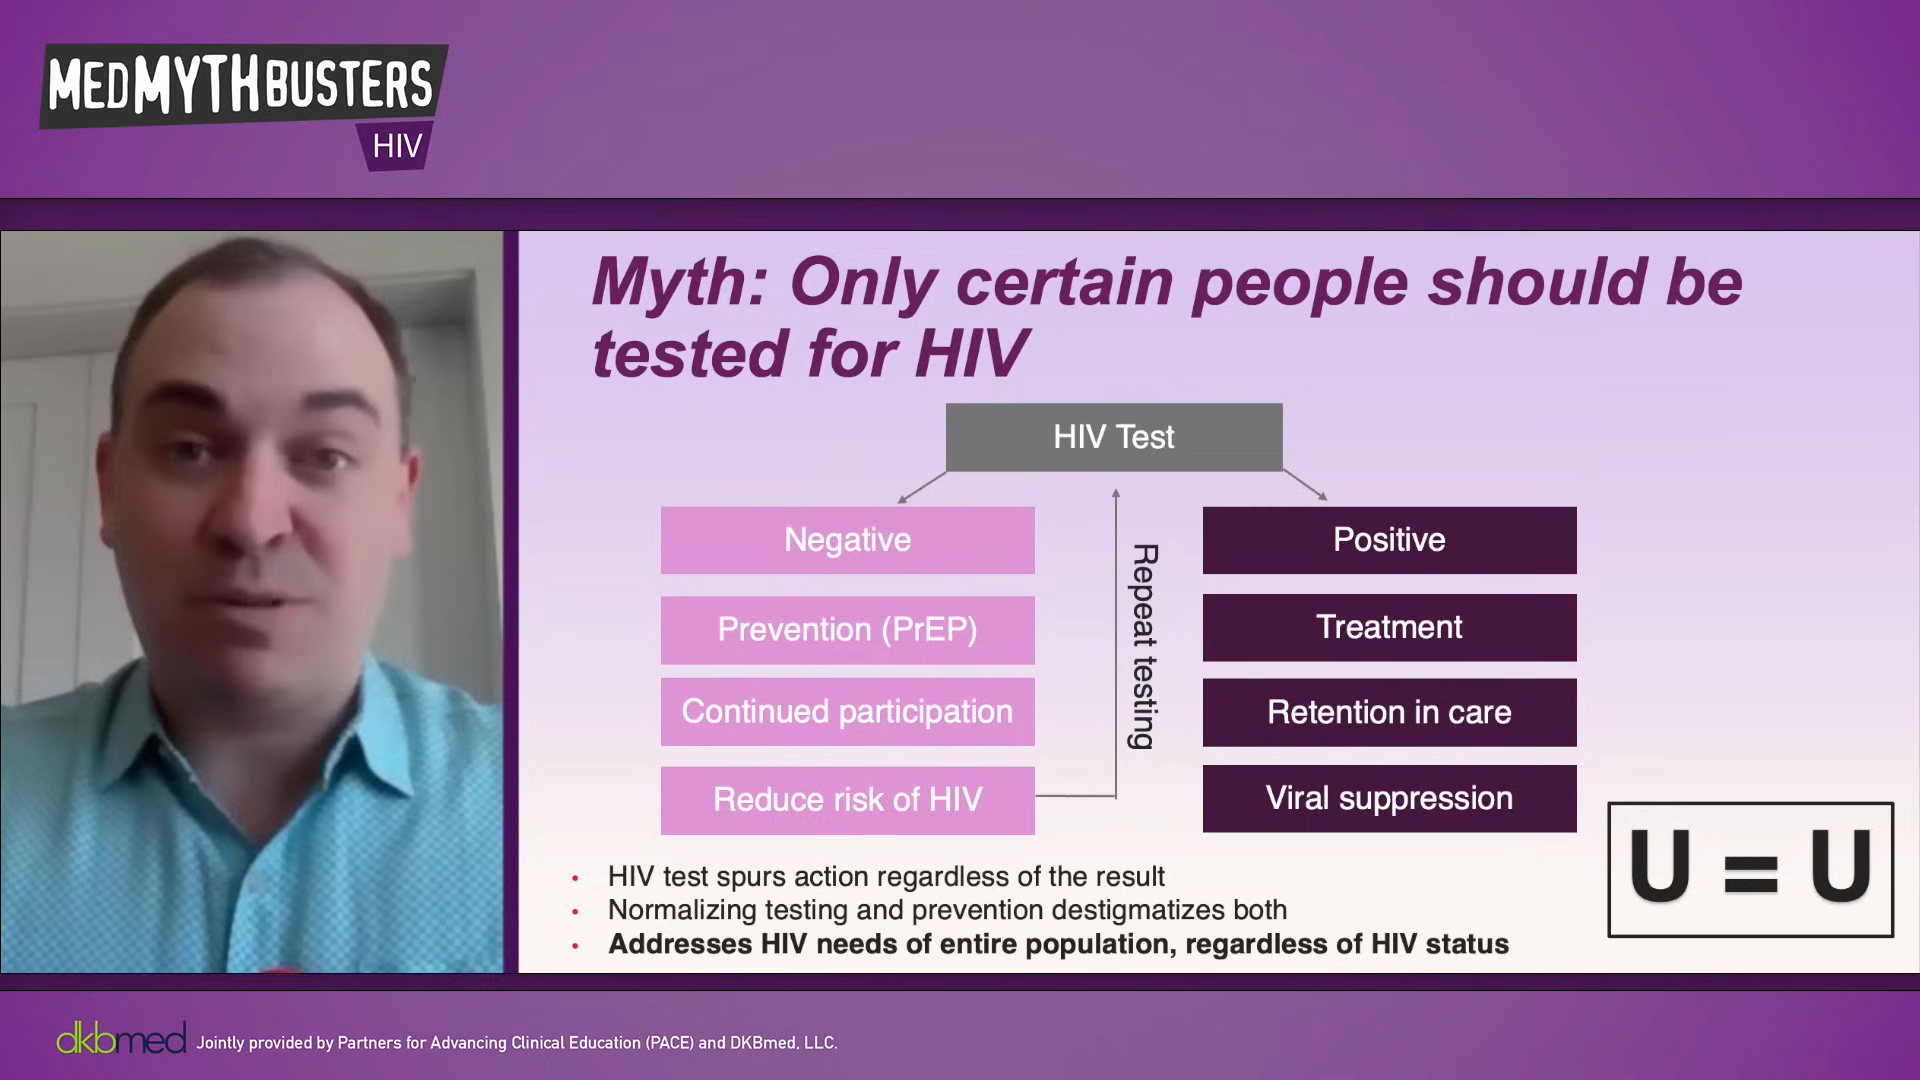 MEDMYTHBUSTERS
HIV
Myth: Only certain people should be
tested for HIV
HIV Test
Negative
Prevention (PrEP)
Continued participation
Reduce risk of HIV
Repeat testing
Positive
Treatment
Retention in care
Viral suppression
U = U
• HIV test spurs action regardless of the result
• Normalizing testing and prevention destigmatizes both
• Addresses HIV needs of entire population, regardless of HIV status
dkbmed Jointly provided by Partners for Advancing Clinical Education (PACE) and DKBmed, LLC.